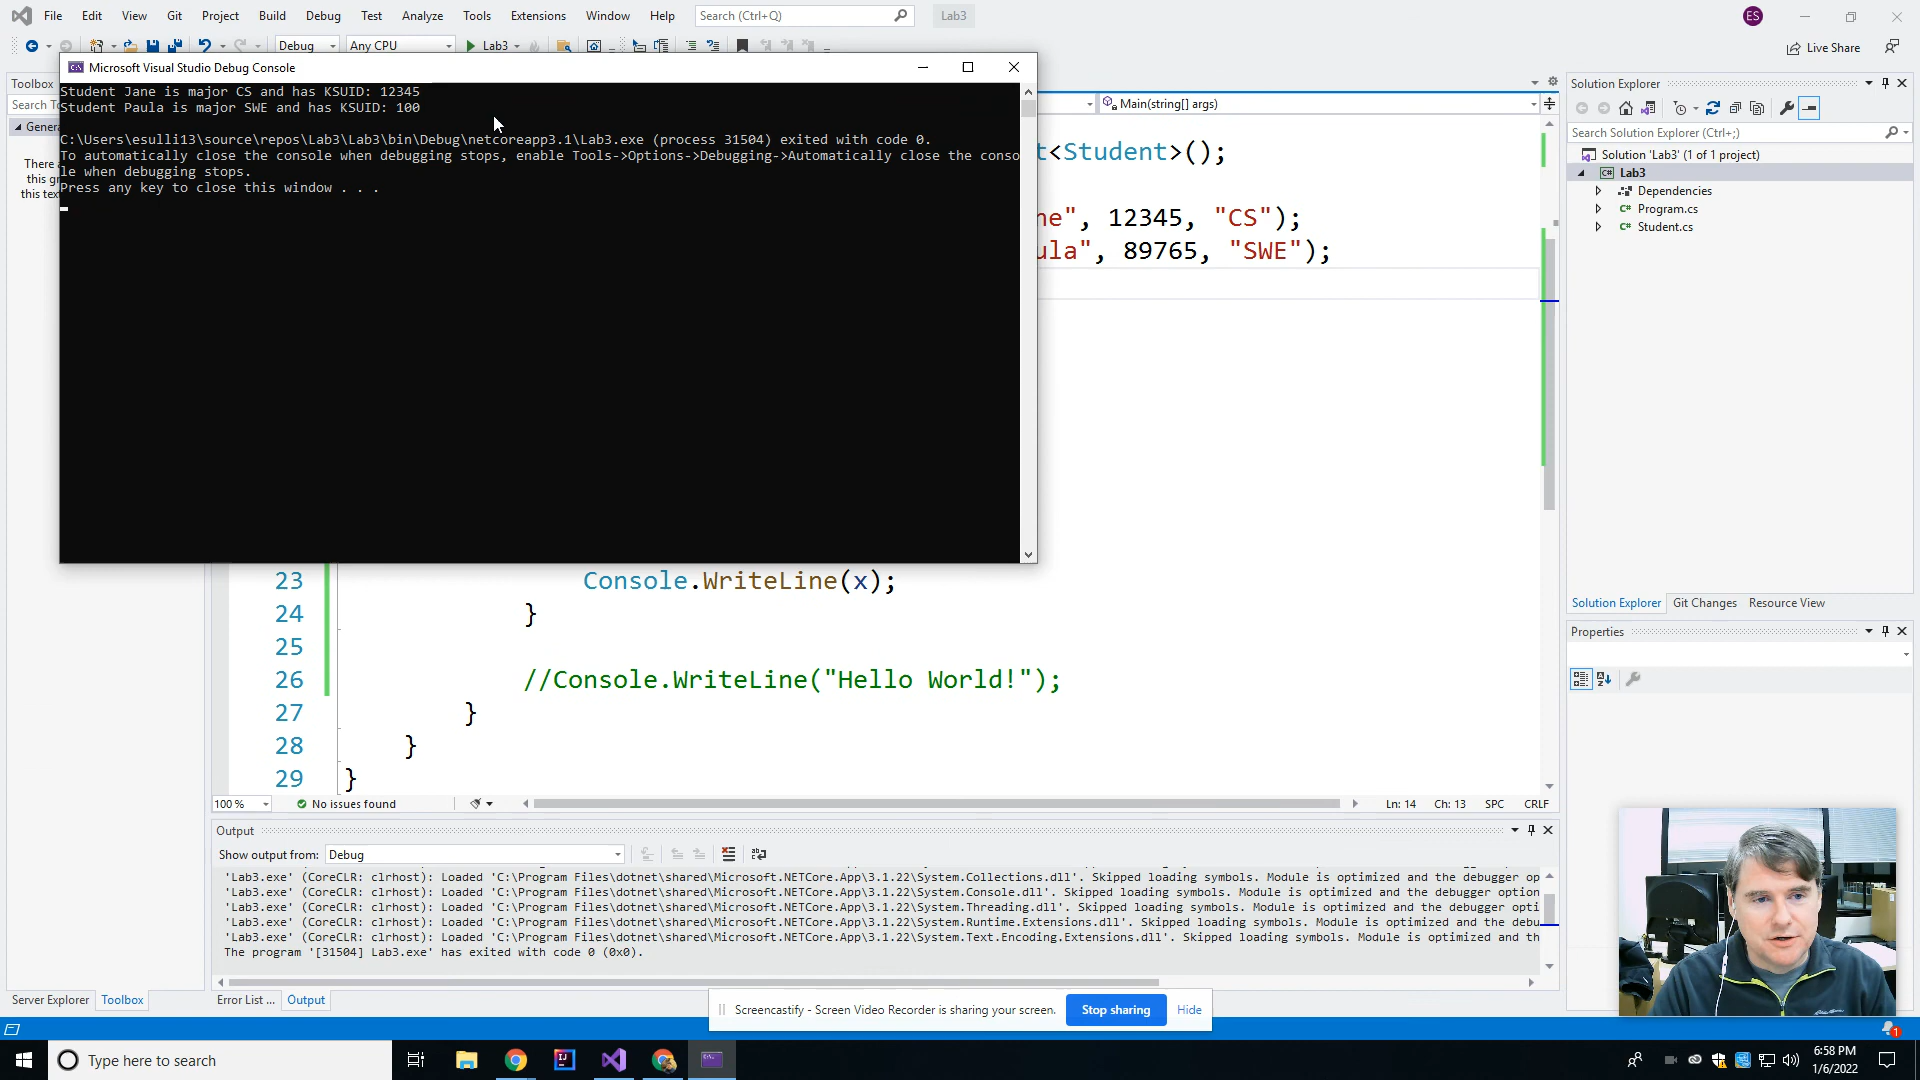 File Edit View Git Project Build Debug Test Analyze Tools Extensions Window Help Search (Ctrl+Q) Lab3 ES
Debug Any CPU Lab3 Live Share
Microsoft Visual Studio Debug Console
Student Jane is major CS and has KSUID: 12345
Student Paula is major SWE and has KSUID: 100
C:\Users\esulli13\source\repos\Lab3\Lab3\bin\Debug\netcoreapp3.1\Lab3.exe (process 31504) exited with code 0.
To automatically close the console when debugging stops, enable Tools->Options->Debugging->Automatically close the conso
le when debugging stops.
Press any key to close this window . . .
Toolbox
Search To
Genera
There
this gr
this text
Main(string[] args)
t<Student>();
ne", 12345, "CS");
ula", 89765, "SWE");
23 Console.WriteLine(x);
24 }
25
26 //Console.WriteLine("Hello World!");
27 }
28 }
29 }
100 % No issues found Ln: 14 Ch: 13 SPC CRLF
Output
Show output from: Debug
'Lab3.exe' (CoreCLR: clrhost): Loaded 'C:\Program Files\dotnet\shared\Microsoft.NETCore.App\3.1.22\System.Collections.dll'. Skipped loading symbols. Module is optimized and the debugger op
'Lab3.exe' (CoreCLR: clrhost): Loaded 'C:\Program Files\dotnet\shared\Microsoft.NETCore.App\3.1.22\System.Console.dll'. Skipped loading symbols. Module is optimized and the debugger option
'Lab3.exe' (CoreCLR: clrhost): Loaded 'C:\Program Files\dotnet\shared\Microsoft.NETCore.App\3.1.22\System.Threading.dll'. Skipped loading symbols. Module is optimized and the debugger opti
'Lab3.exe' (CoreCLR: clrhost): Loaded 'C:\Program Files\dotnet\shared\Microsoft.NETCore.App\3.1.22\System.Runtime.Extensions.dll'. Skipped loading symbols. Module is optimized and the debu
'Lab3.exe' (CoreCLR: clrhost): Loaded 'C:\Program Files\dotnet\shared\Microsoft.NETCore.App\3.1.22\System.Text.Encoding.Extensions.dll'. Skipped loading symbols. Module is optimized and th
The program '[31504] Lab3.exe' has exited with code 0 (0x0).
Server Explorer Toolbox Error List ... Output
Solution Explorer
Search Solution Explorer (Ctrl+;)
Solution 'Lab3' (1 of 1 project)
Lab3
Dependencies
Program.cs
Student.cs
Solution Explorer Git Changes Resource View
Properties
Screencastify - Screen Video Recorder is sharing your screen. Stop sharing Hide
Type here to search
6:58 PM
1/6/2022